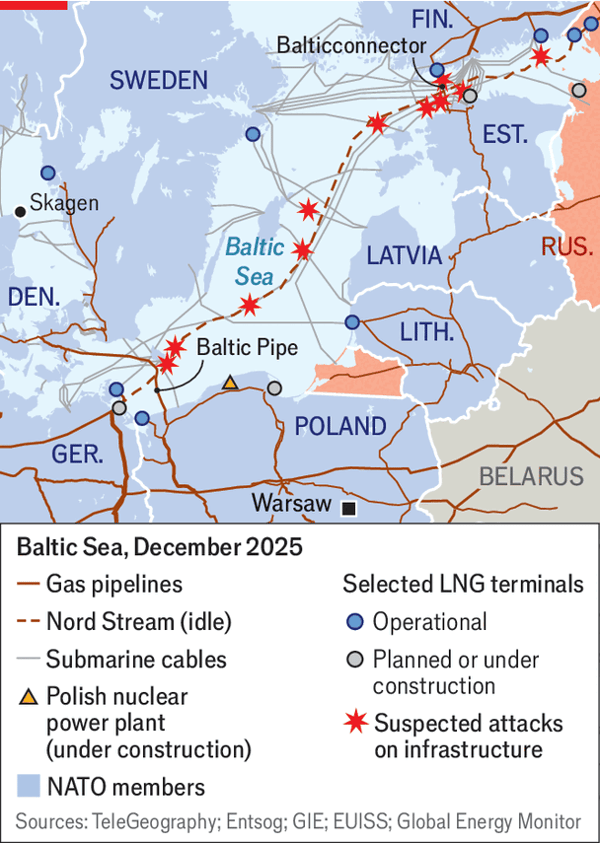 FIN.
Balticconnector
SWEDEN
EST.
Skagen
Baltic
Sea
LATVIA
RUS.
DEN.
LITH.
Baltic Pipe
POLAND
GER.
BELARUS
Warsaw
Baltic Sea, December 2025
Gas pipelines
Nord Stream (idle)
Submarine cables
Polish nuclear
power plant
(under construction)
NATO members
Selected LNG terminals
Operational
Planned or under
construction
Suspected attacks
on infrastructure
Sources: TeleGeography; Entsog; GIE; EUISS; Global Energy Monitor